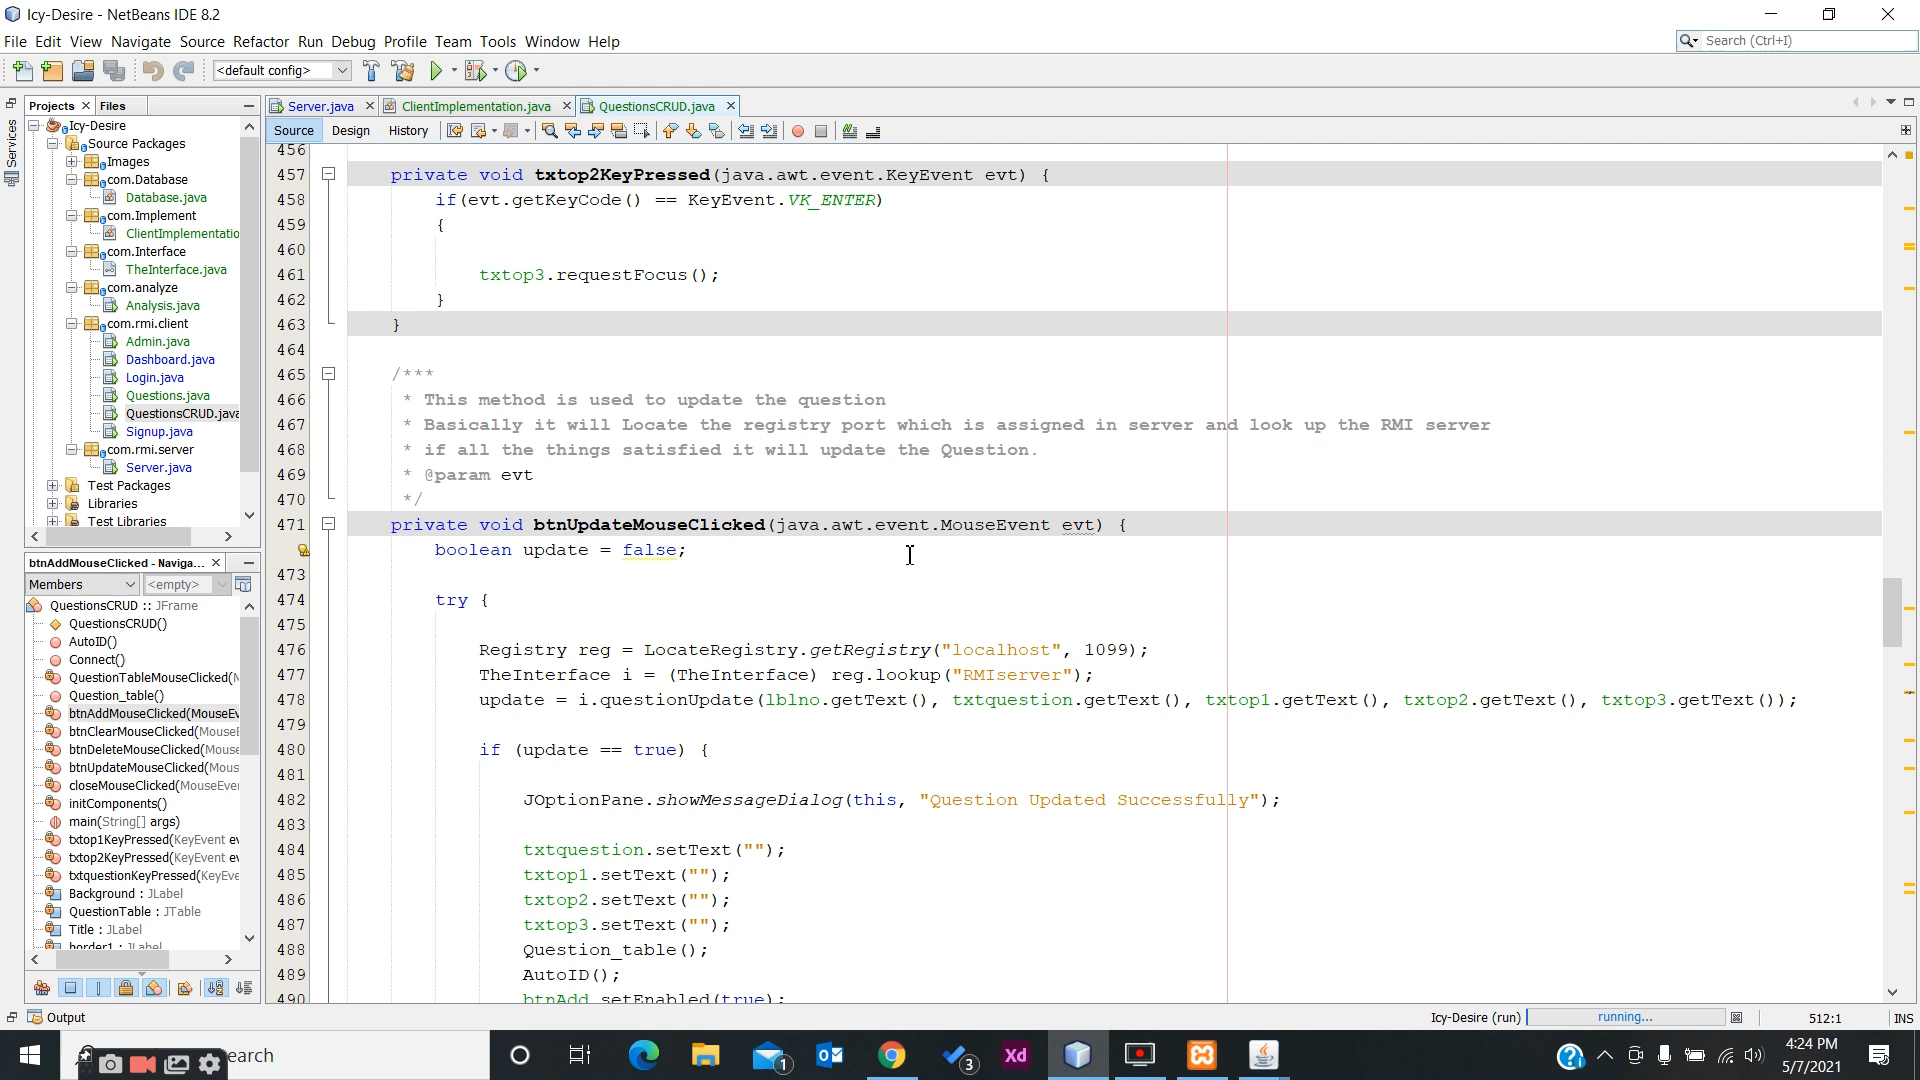 Icy-Desire - NetBeans IDE 8.2
File Edit View Navigate Source Refactor Run Debug Profile Team Tools Window Help
Search (Ctrl+I)
<default config>
Projects Files
Server.java ClientImplementation.java QuestionsCRUD.java
Source Design History
Services
Icy-Desire
Source Packages
Images
com.Database
Database.java
com.Implement
ClientImplementatio
com.Interface
TheInterface.java
com.analyze
Analysis.java
com.rmi.client
Admin.java
Dashboard.java
Login.java
Questions.java
QuestionsCRUD.java
Signup.java
com.rmi.server
Server.java
Test Packages
Libraries
Test Libraries
btnAddMouseClicked - Naviga...
Members <empty>
QuestionsCRUD :: JFrame
QuestionsCRUD()
AutoID()
Connect()
QuestionTableMouseClicked(M
Question_table()
btnAddMouseClicked(MouseEv
btnClearMouseClicked(MouseE
btnDeleteMouseClicked(Mouse
btnUpdateMouseClicked(Mous
closeMouseClicked(MouseEve
initComponents()
main(String[] args)
txtop1KeyPressed(KeyEvent ev
txtop2KeyPressed(KeyEvent ev
txtquestionKeyPressed(KeyEve
Background : JLabel
QuestionTable : JTable
Title : JLabel
border1 : JLabel
456
457 private void txtop2KeyPressed(java.awt.event.KeyEvent evt) {
458 if(evt.getKeyCode() == KeyEvent.VK_ENTER)
459 {
460
461 txtop3.requestFocus();
462 }
463 }
464
465 /***
466 * This method is used to update the question
467 * Basically it will Locate the registry port which is assigned in server and look up the RMI server
468 * if all the things satisfied it will update the Question.
469 * @param evt
470 */
471 private void btnUpdateMouseClicked(java.awt.event.MouseEvent evt) {
boolean update = false;
473
474 try {
475
476 Registry reg = LocateRegistry.getRegistry("localhost", 1099);
477 TheInterface i = (TheInterface) reg.lookup("RMIserver");
478 update = i.questionUpdate(lblno.getText(), txtquestion.getText(), txtop1.getText(), txtop2.getText(), txtop3.getText());
479
480 if (update == true) {
481
482 JOptionPane.showMessageDialog(this, "Question Updated Successfully");
483
484 txtquestion.setText("");
485 txtop1.setText("");
486 txtop2.setText("");
487 txtop3.setText("");
488 Question_table();
489 AutoID();
490 btnAdd.setEnabled(true);
Output
Icy-Desire (run) running... 512:1 INS
earch
1
3
Xd
4:24 PM
5/7/2021